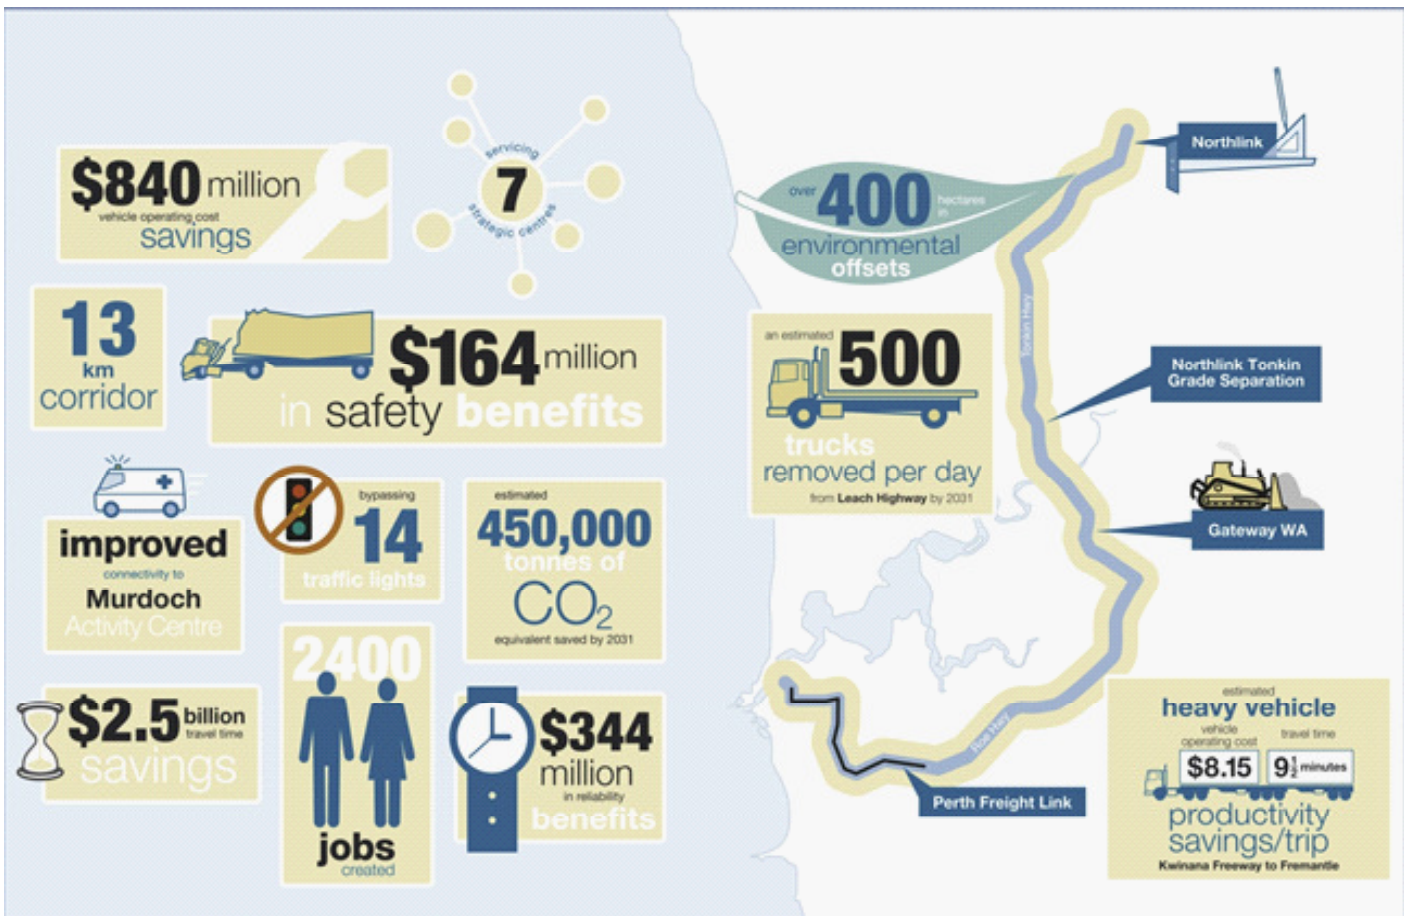 $840 million
vehicle operating cost
savings
servicing
7
strategic centres
13
km
corridor
$164 million
in safety benefits
improved
connectivity to
Murdoch
Activity Centre
bypassing
14
traffic lights
estimated
450,000
tonnes of
CO2
equivalent saved by 2031
$2.5 billion
travel time
savings
2400
jobs
created
$344
million
in reliability
benefits
over 400 hectares
in
environmental
offsets
an estimated
500
trucks
removed per day
from Leach Highway by 2031
Northlink
Tonkin Hwy
Northlink Tonkin
Grade Separation
Gateway WA
Roe Hwy
Perth Freight Link
estimated
heavy vehicle
vehicle
operating cost
travel time
$8.15
9½ minutes
productivity
savings/trip
Kwinana Freeway to Fremantle